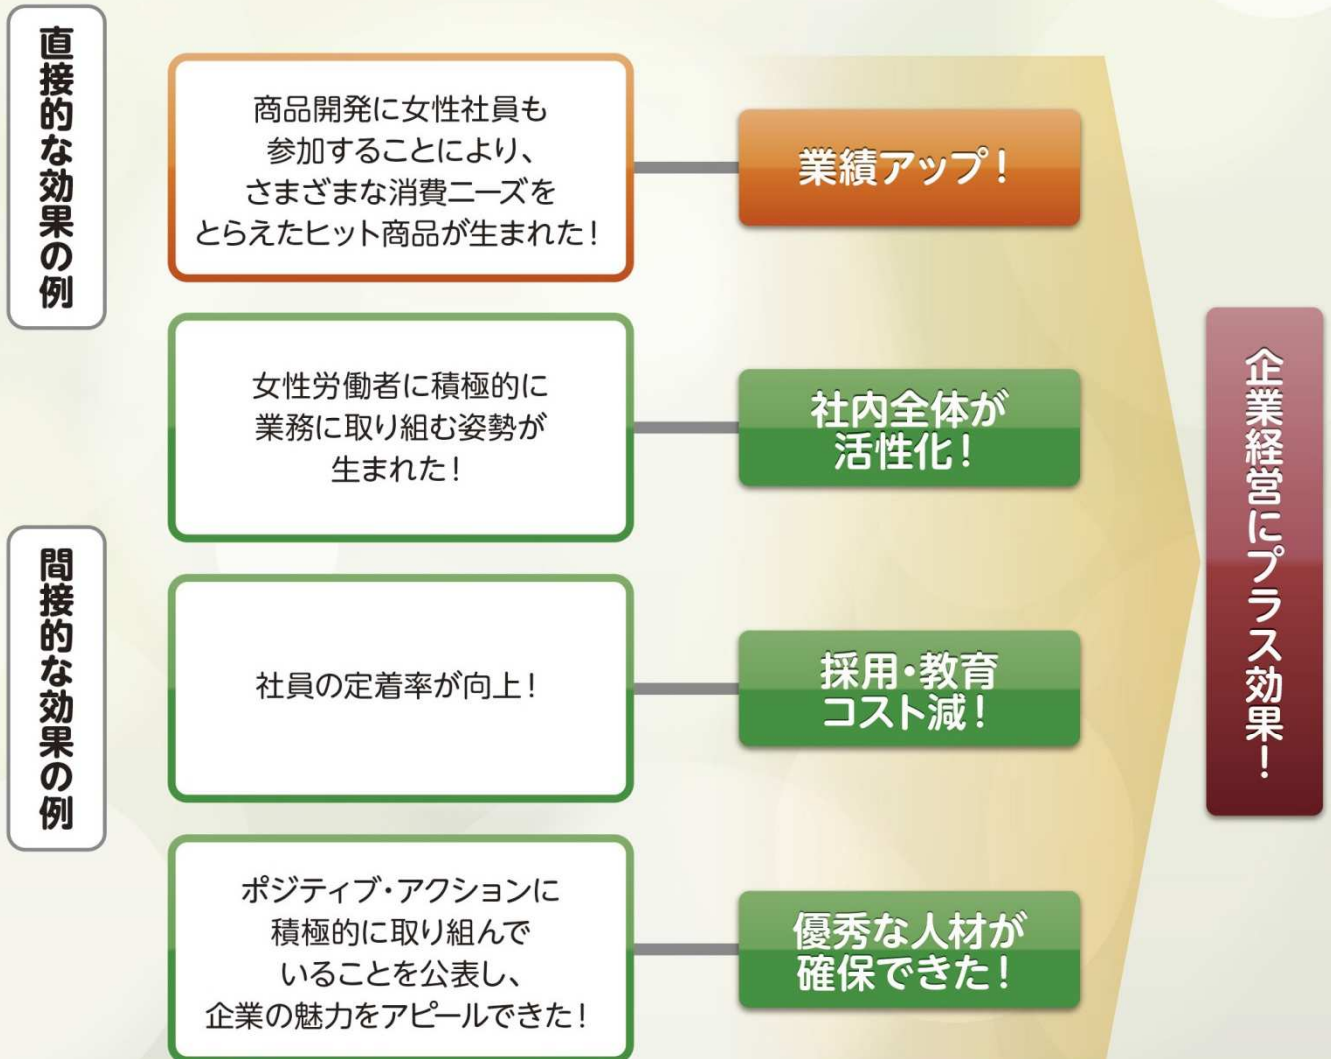 直接的な効果の例
商品開発に女性社員も
参加することにより、
さまざまな消費ニーズを
とらえたヒット商品が生まれた！
業績アップ！
間接的な効果の例
女性労働者に積極的に
業務に取り組む姿勢が
生まれた！
社内全体が
活性化！
社員の定着率が向上！
採用・教育
コスト減！
ポジティブ・アクションに
積極的に取り組んで
いることを公表し、
企業の魅力をアピールできた！
優秀な人材が
確保できた！
企業経営にプラス効果！